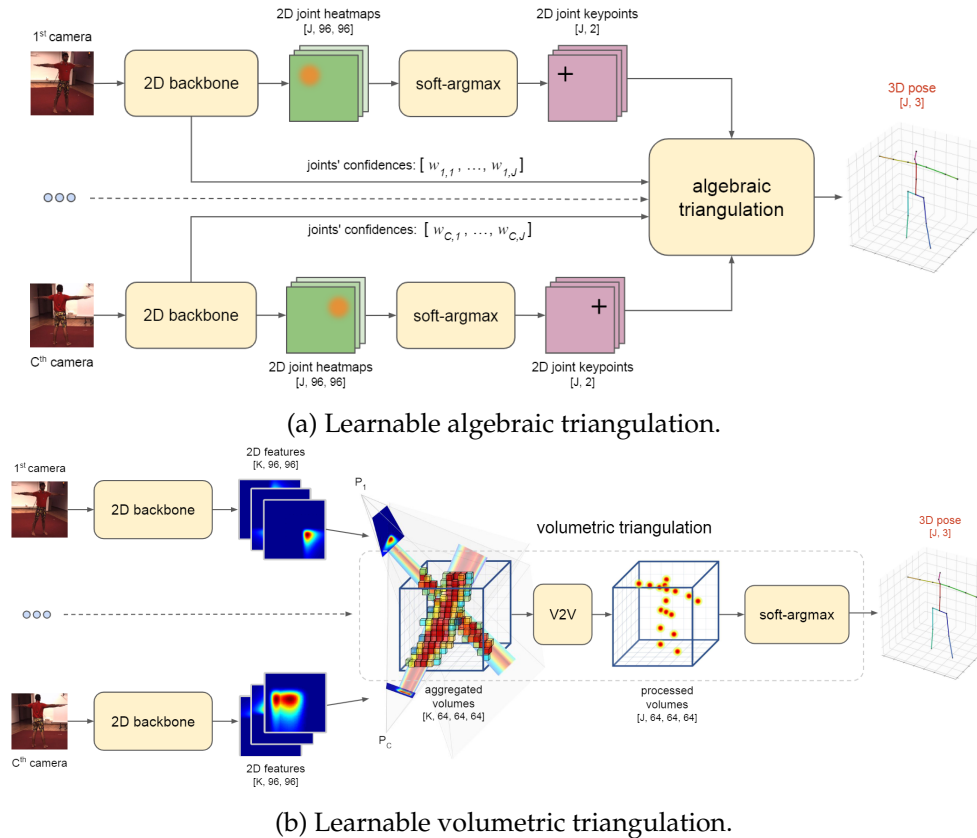 1st camera
2D backbone
2D joint heatmaps
[J, 96, 96]
soft-argmax
2D joint keypoints
[J, 2]
joints' confidences: [ w1,1 , ..., w1,J ]
algebraic
triangulation
3D pose
[J, 3]
joints' confidences: [ wC,1 , ..., wC,J ]
Cth camera
2D backbone
2D joint heatmaps
[J, 96, 96]
soft-argmax
2D joint keypoints
[J, 2]
(a) Learnable algebraic triangulation.
1st camera
2D backbone
2D features
[K, 96, 96]
P1
volumetric triangulation
V2V
soft-argmax
3D pose
[J, 3]
aggregated
volumes
[K, 64, 64, 64]
processed
volumes
[J, 64, 64, 64]
PC
Cth camera
2D backbone
2D features
[K, 96, 96]
(b) Learnable volumetric triangulation.